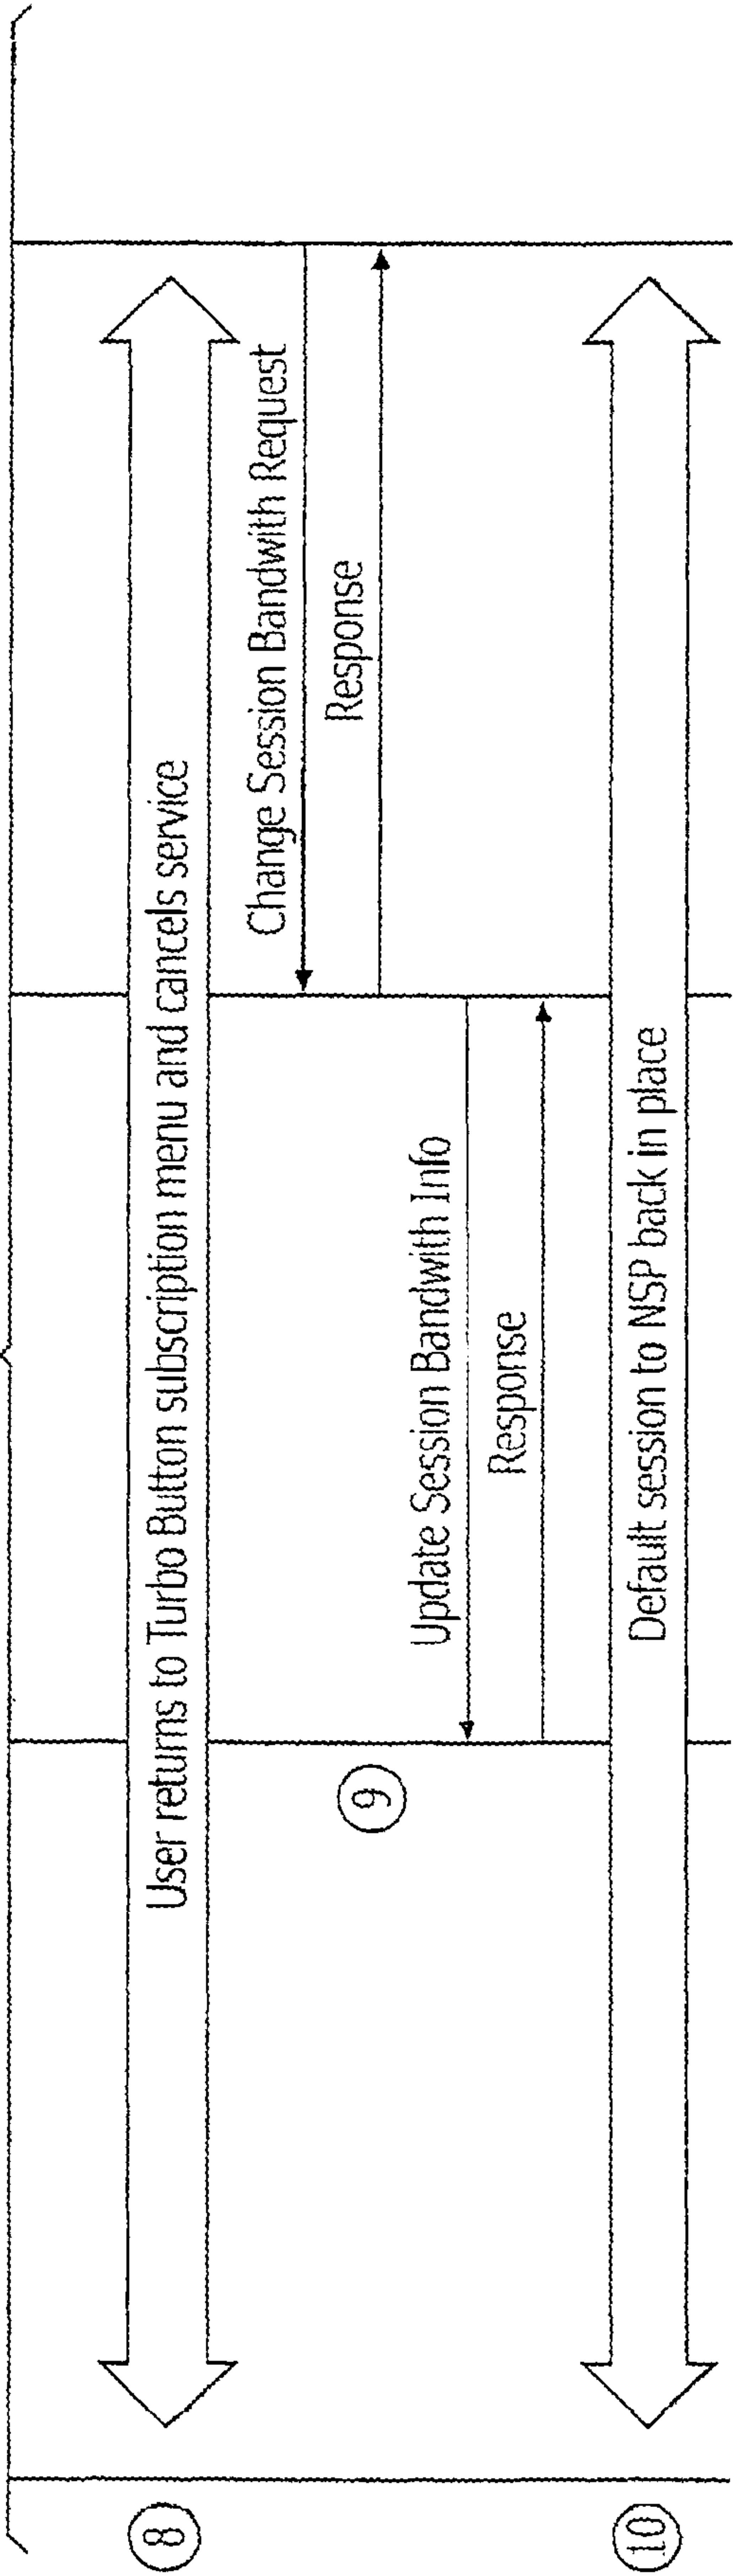 8
User returns to Turbo Button subscription menu and cancels service
Change Session Bandwith Request
Response
9
Update Session Bandwith Info
Response
10
Default session to NSP back in place